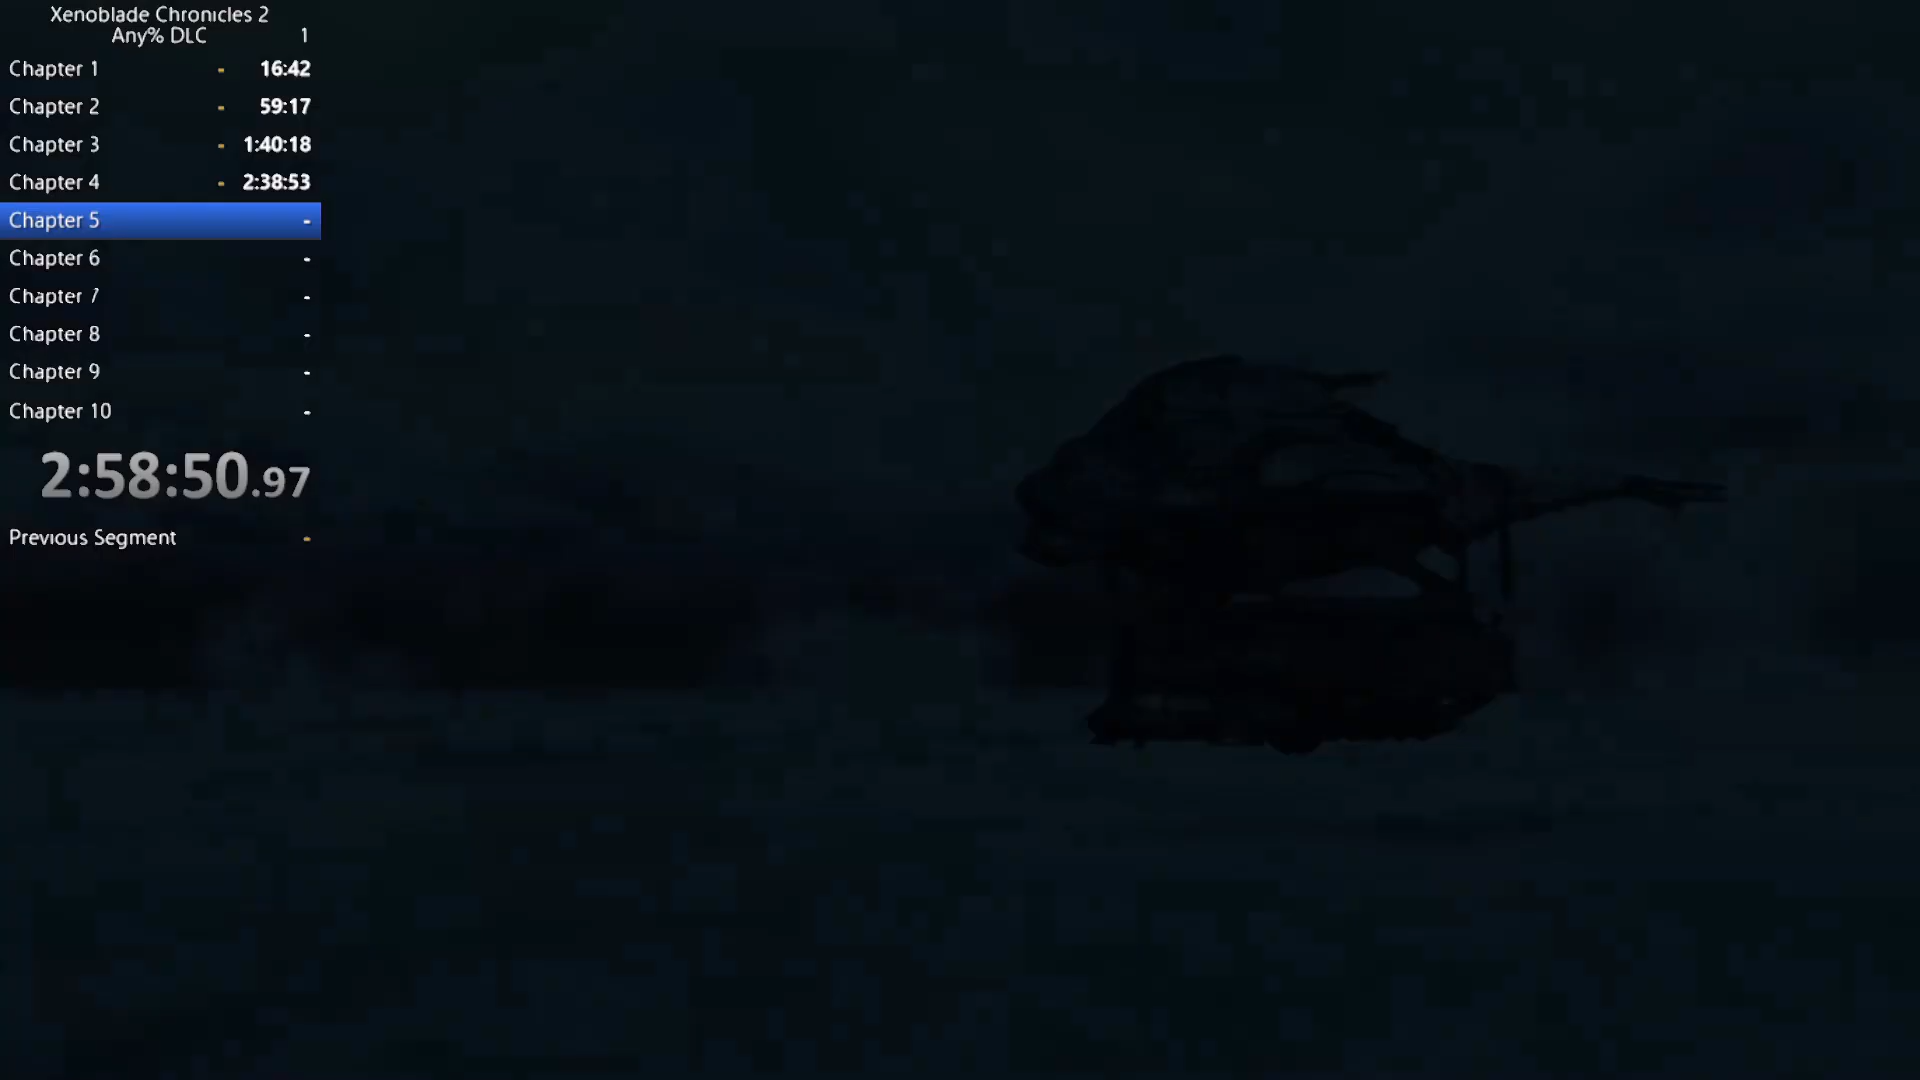 Xenoblade Chronicles 2
Any% DLC 1
Chapter 1 - 16:42
Chapter 2 - 59:17
Chapter 3 - 1:40:18
Chapter 4 - 2:38:53
Chapter 5 -
Chapter 6 -
Chapter 7 -
Chapter 8 -
Chapter 9 -
Chapter 10 -
2:58:50.97
Previous Segment -